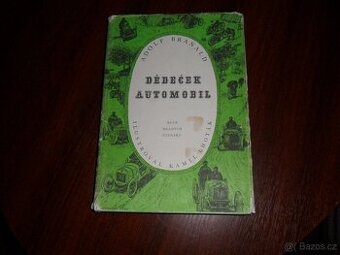 ADOLF BRANALD
DĚDEČEK
AUTOMOBIL
ILUSTROVAL KAMIL LHOTÁK
© Bazos.cz